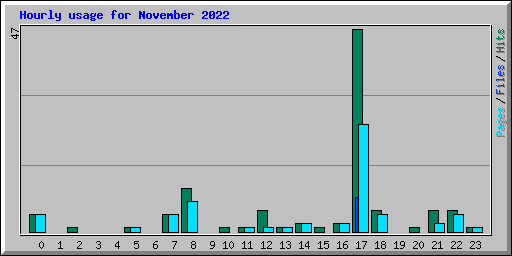 Hourly usage for November 2022
47
Pages/Files/Hits
0 1 2 3 4 5 6 7 8 9 10 11 12 13 14 15 16 17 18 19 20 21 22 23